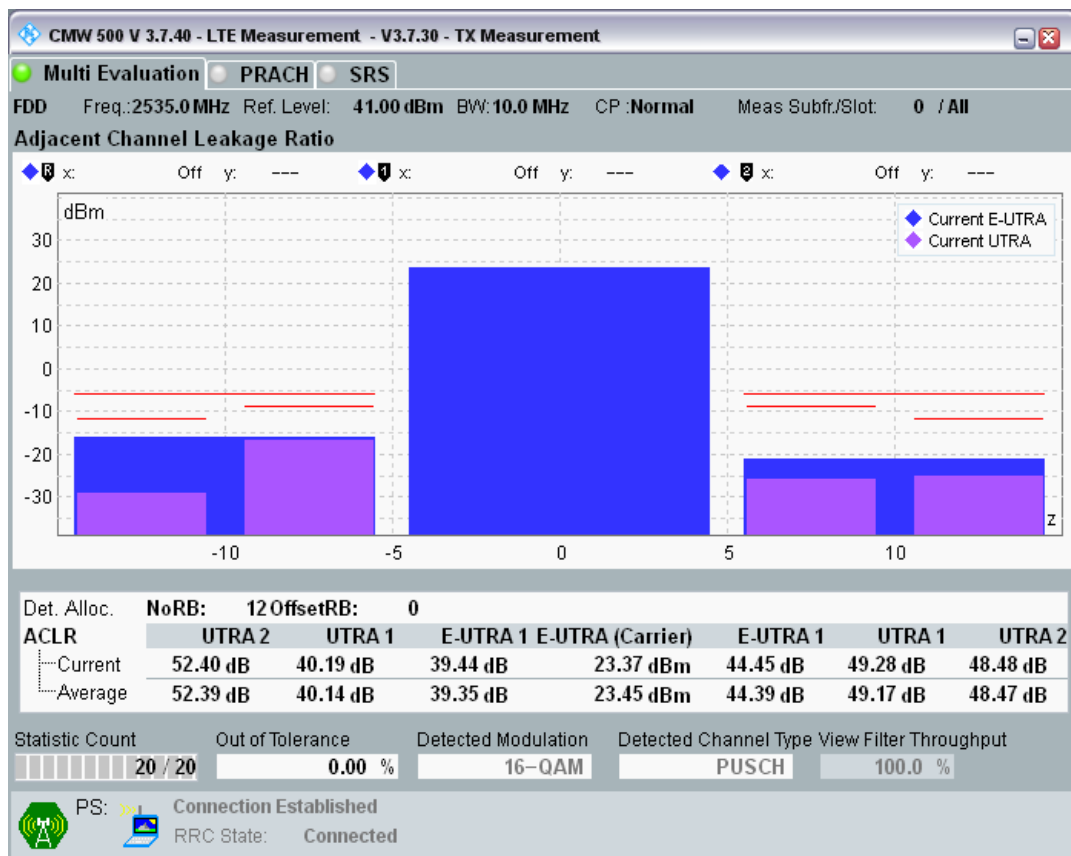 CMW 500 V 3.7.40 - LTE Measurement - V3.7.30 - TX Measurement
Multi Evaluation PRACH SRS
FDD Freq.:2535.0 MHz Ref. Level: 41.00 dBm BW:10.0 MHz CP :Normal Meas Subfr./Slot: 0 / All
Adjacent Channel Leakage Ratio
R x: Off y: --- 1 x: Off y: --- 2 x: Off y: ---
dBm
Current E-UTRA
Current UTRA
30
20
10
0
-10
-20
-30
z
-10 -5 0 5 10
Det. Alloc. NoRB: 12 OffsetRB: 0
ACLR UTRA 2 UTRA 1 E-UTRA 1 E-UTRA (Carrier) E-UTRA 1 UTRA 1 UTRA 2
Current 52.40 dB 40.19 dB 39.44 dB 23.37 dBm 44.45 dB 49.28 dB 48.48 dB
Average 52.39 dB 40.14 dB 39.35 dB 23.45 dBm 44.39 dB 49.17 dB 48.47 dB
Statistic Count Out of Tolerance Detected Modulation Detected Channel Type View Filter Throughput
20 / 20 0.00 % 16-QAM PUSCH 100.0 %
PS: Connection Established
RRC State: Connected